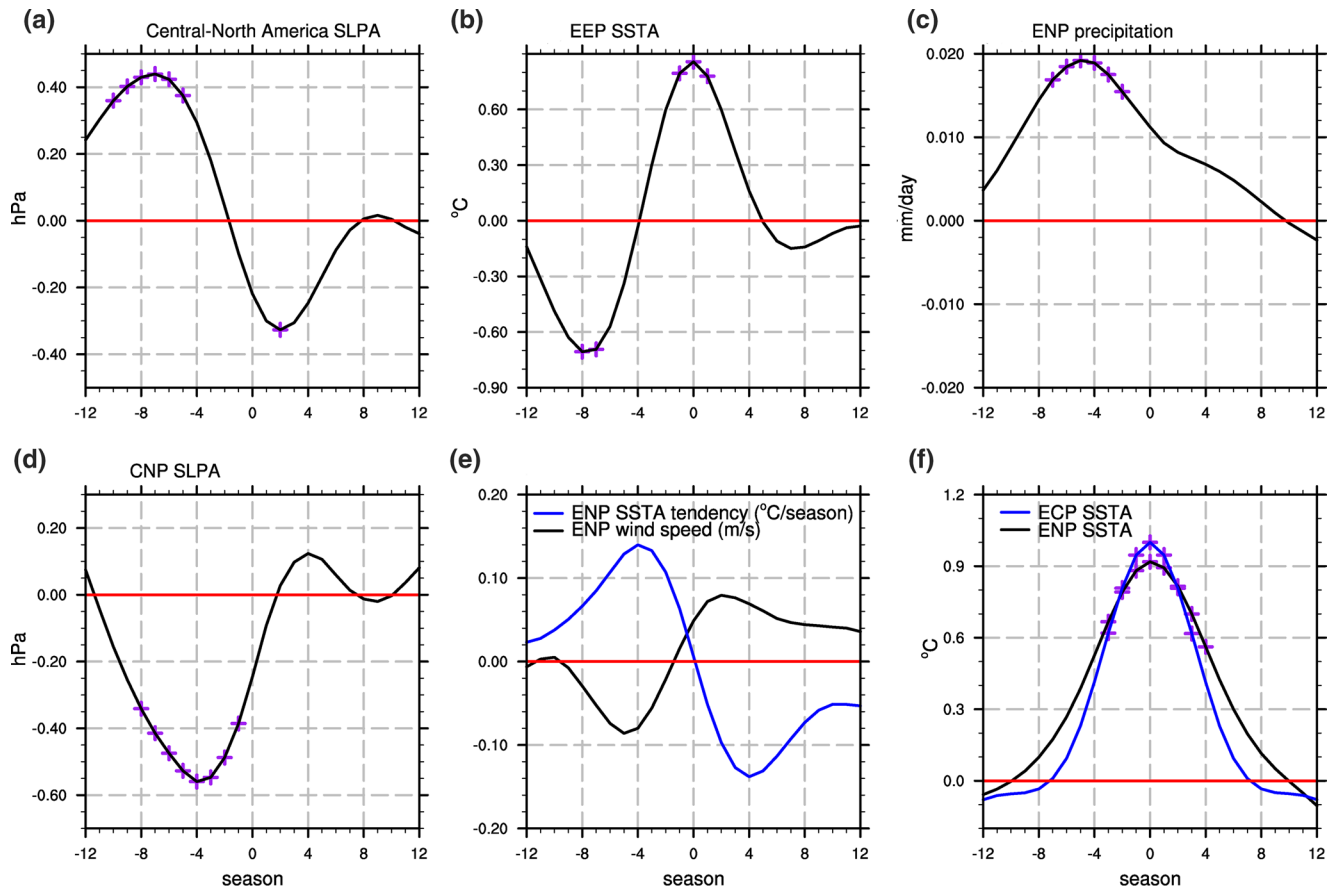 (a) Central-North America SLPA
(b) EEP SSTA
(c) ENP precipitation
hPa
0.40
0.20
0.00
-0.20
-0.40
-12 -8 -4 0 4 8 12
ºC
0.60
0.30
0.00
-0.30
-0.60
-0.90
-12 -8 -4 0 4 8 12
mm/day
0.020
0.010
0.000
-0.010
-0.020
-12 -8 -4 0 4 8 12
(d) CNP SLPA
hPa
0.20
0.00
-0.20
-0.40
-0.60
-12 -8 -4 0 4 8 12
season
(e)
ENP SSTA tendency (ºC/season)
ENP wind speed (m/s)
0.20
0.10
0.00
-0.10
-0.20
-12 -8 -4 0 4 8 12
season
(f)
ECP SSTA
ENP SSTA
ºC
1.2
0.9
0.6
0.3
0.0
-12 -8 -4 0 4 8 12
season